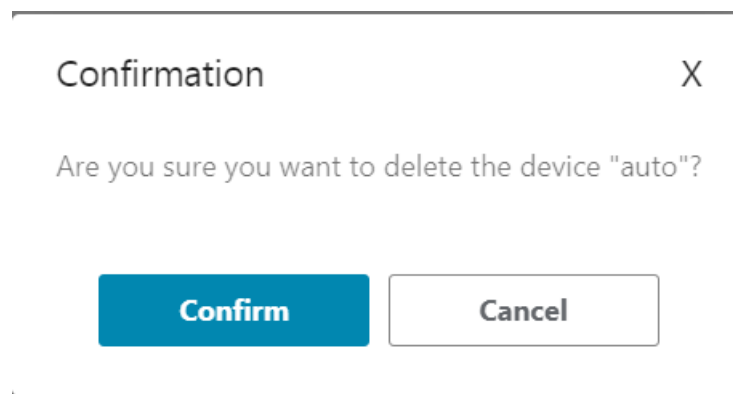 Confirmation X
Are you sure you want to delete the device "auto"?
Confirm Cancel